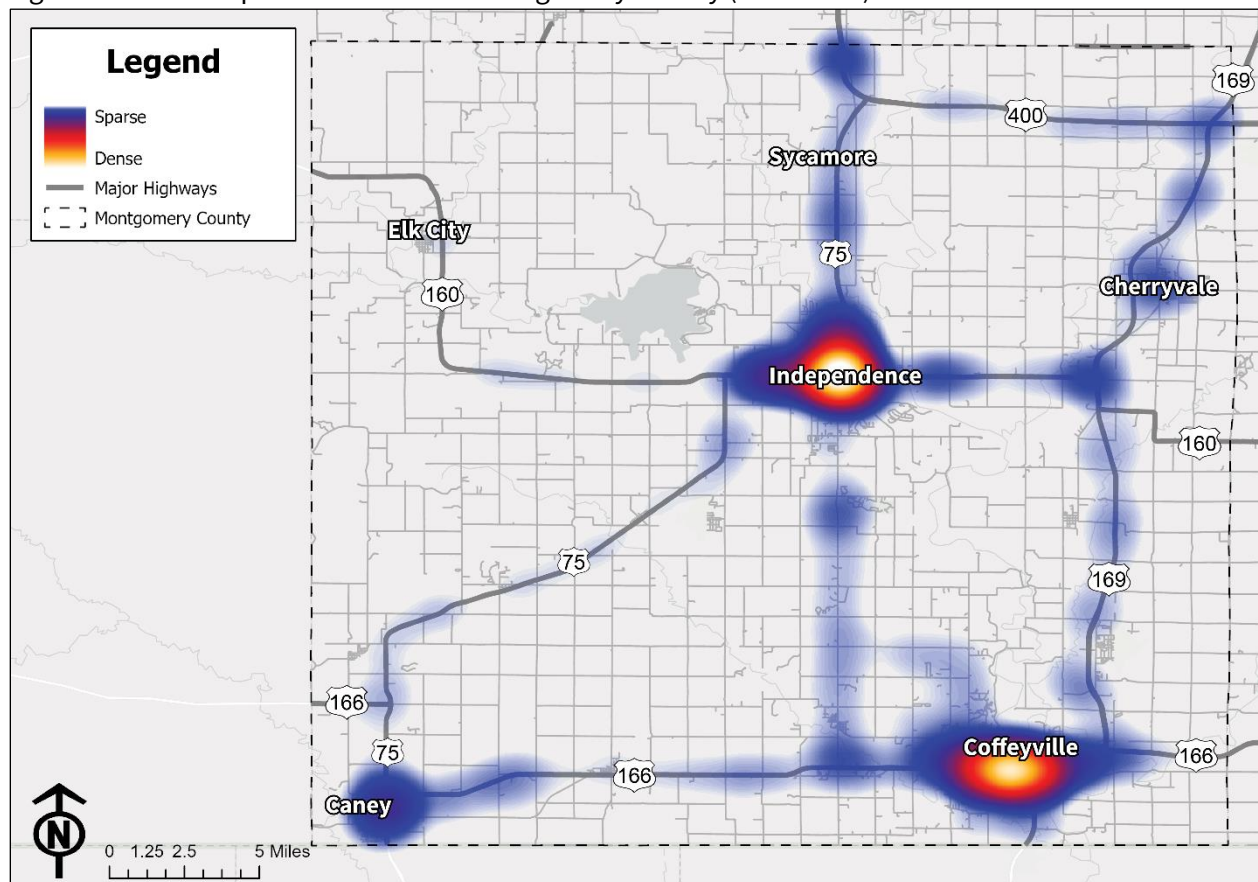 Legend
Sparse
Dense
Major Highways
Montgomery County
169
400
Sycamore
Elk City
75
160
Cherryvale
Independence
160
75
169
166
75
Coffeyville
166
166
Caney
N
0 1.25 2.5 5 Miles